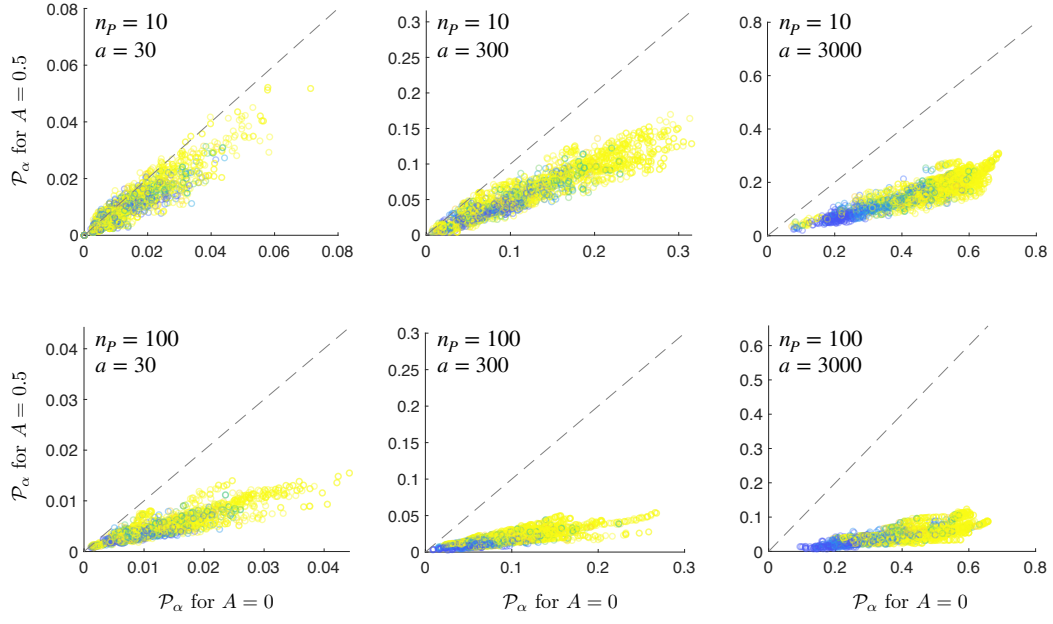 n_P = 10
a = 30
0.08
0.06
0.04
0.02
0
0 0.02 0.04 0.06 0.08
𝒫_α for A = 0.5
n_P = 10
a = 300
0.3
0.25
0.2
0.15
0.1
0.05
0
0 0.1 0.2 0.3
n_P = 10
a = 3000
0.8
0.6
0.4
0.2
0
0 0.2 0.4 0.6 0.8
n_P = 100
a = 30
0.04
0.03
0.02
0.01
0
0 0.01 0.02 0.03 0.04
𝒫_α for A = 0.5
𝒫_α for A = 0
n_P = 100
a = 300
0.3
0.25
0.2
0.15
0.1
0.05
0
0 0.1 0.2 0.3
𝒫_α for A = 0
n_P = 100
a = 3000
0.6
0.5
0.4
0.3
0.2
0.1
0
0 0.2 0.4 0.6 0.8
𝒫_α for A = 0